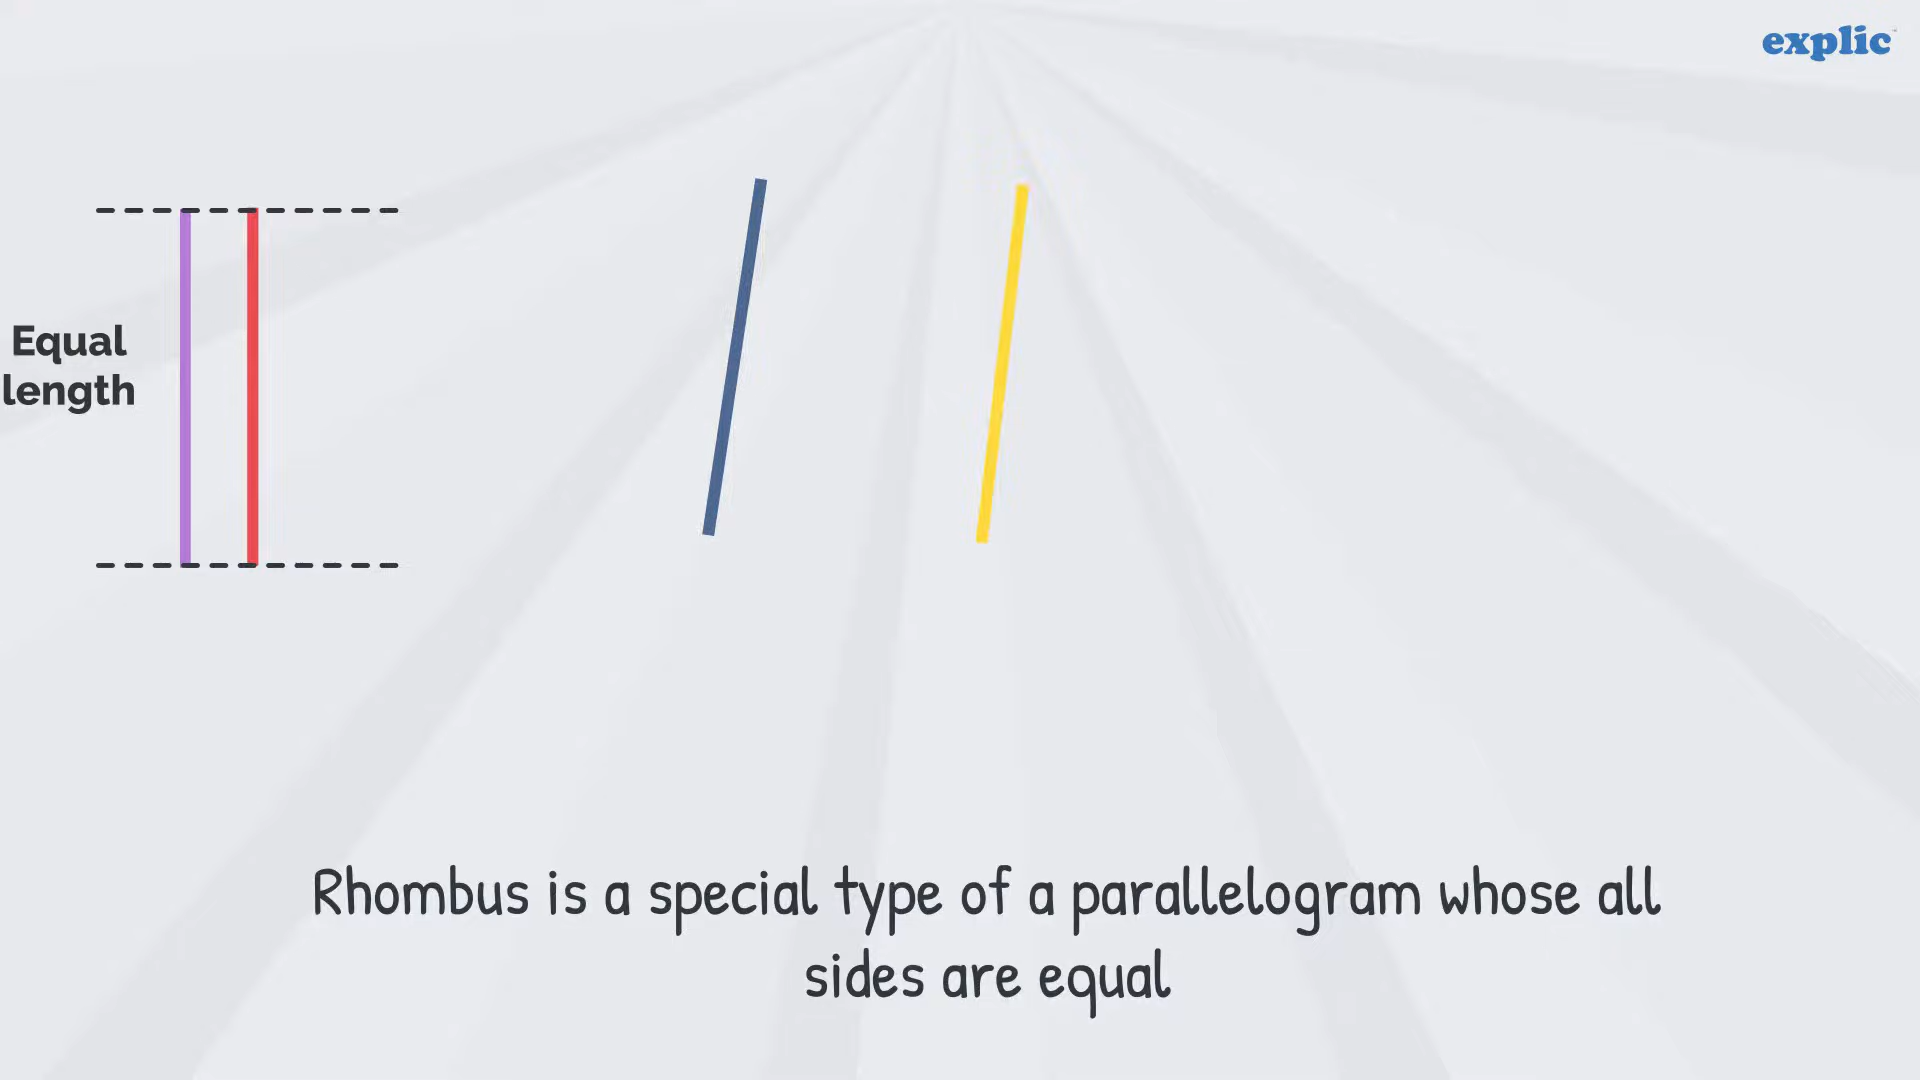 explic
Equal
length
Rhombus is a special type of a parallelogram whose all
sides are equal